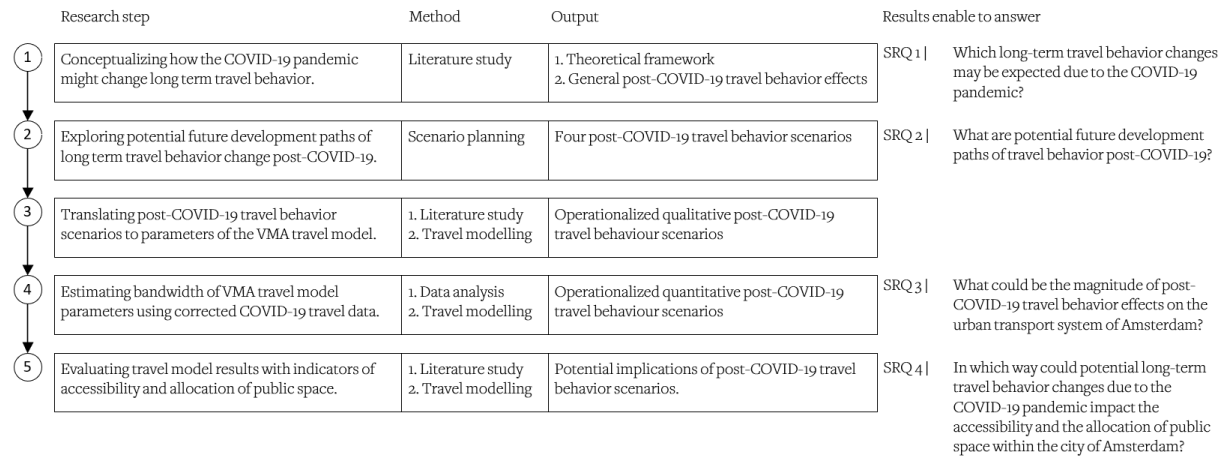 Research step
Method
Output
Results enable to answer
1
Conceptualizing how the COVID-19 pandemic
might change long term travel behavior.
Literature study
1. Theoretical framework
2. General post-COVID-19 travel behavior effects
SRQ 1 |
Which long-term travel behavior changes
may be expected due to the COVID-19
pandemic?
2
Exploring potential future development paths of
long term travel behavior change post-COVID-19.
Scenario planning
Four post-COVID-19 travel behavior scenarios
SRQ 2 |
What are potential future development
paths of travel behavior post-COVID-19?
3
Translating post-COVID-19 travel behavior
scenarios to parameters of the VMA travel model.
1. Literature study
2. Travel modelling
Operationalized qualitative post-COVID-19
travel behaviour scenarios
4
Estimating bandwidth of VMA travel model
parameters using corrected COVID-19 travel data.
1. Data analysis
2. Travel modelling
Operationalized quantitative post-COVID-19
travel behaviour scenarios
SRQ 3 |
What could be the magnitude of post-
COVID-19 travel behavior effects on the
urban transport system of Amsterdam?
5
Evaluating travel model results with indicators of
accessibility and allocation of public space.
1. Literature study
2. Travel modelling
Potential implications of post-COVID-19 travel
behavior scenarios.
SRQ 4 |
In which way could potential long-term
travel behavior changes due to the
COVID-19 pandemic impact the
accessibility and the allocation of public
space within the city of Amsterdam?